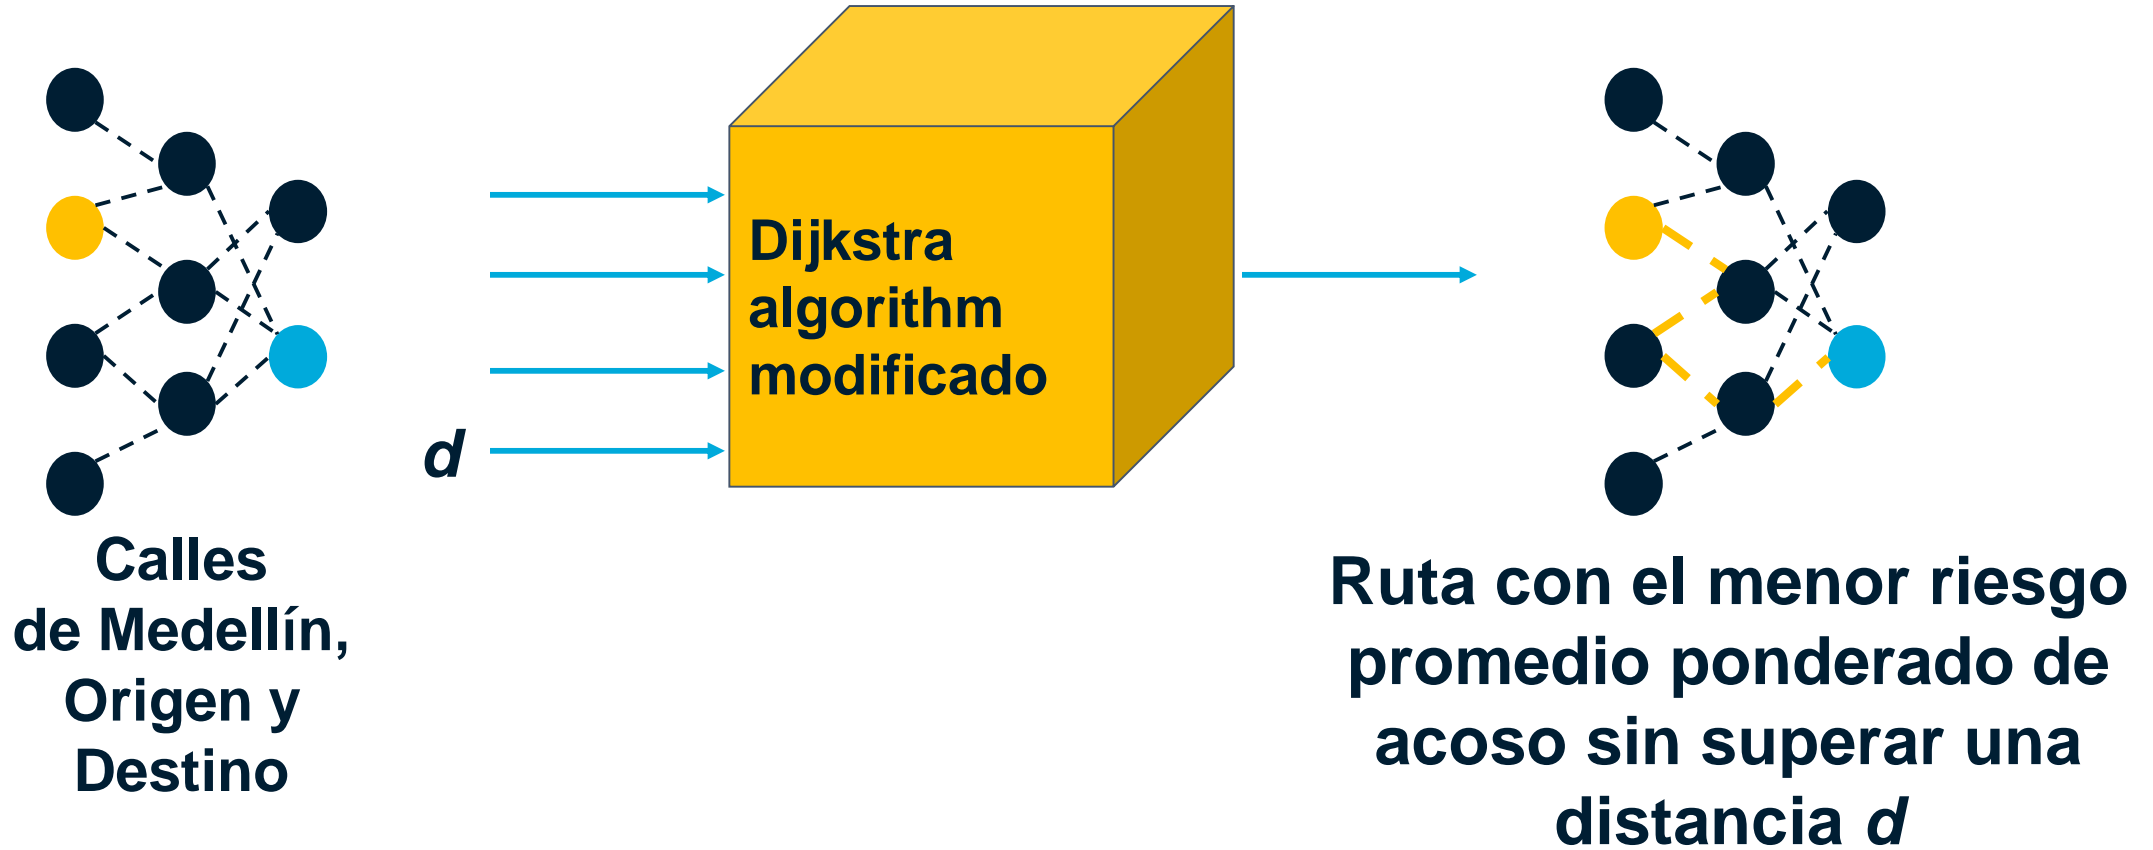 Calles
de Medellín,
Origen y
Destino
d
Dijkstra
algorithm
modificado
Ruta con el menor riesgo
promedio ponderado de
acoso sin superar una
distancia d